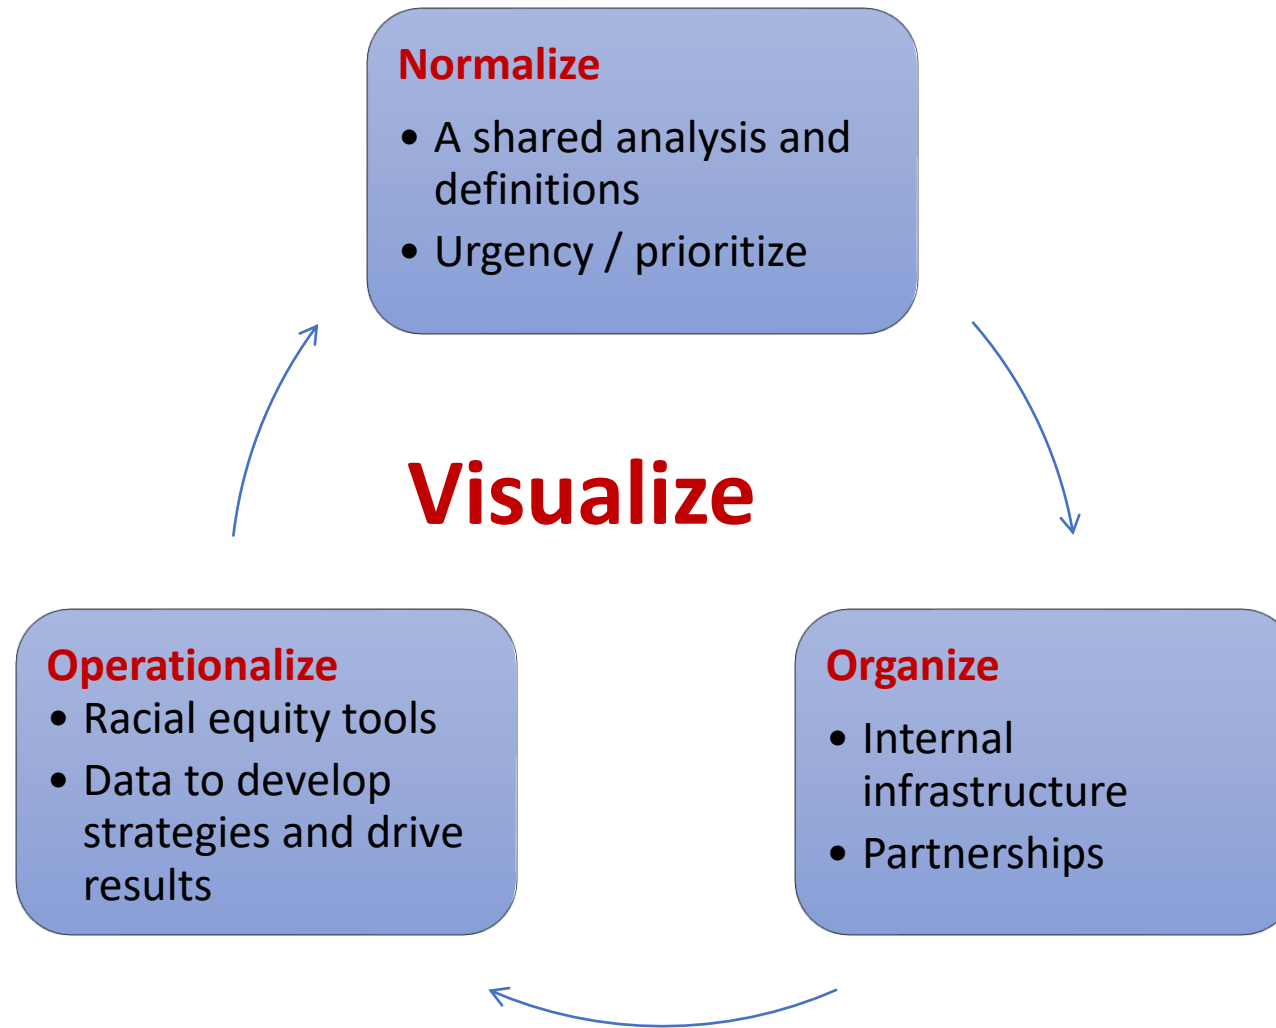 Normalize
• A shared analysis and
definitions
• Urgency / prioritize
Visualize
Operationalize
• Racial equity tools
• Data to develop
strategies and drive
results
Organize
• Internal
infrastructure
• Partnerships